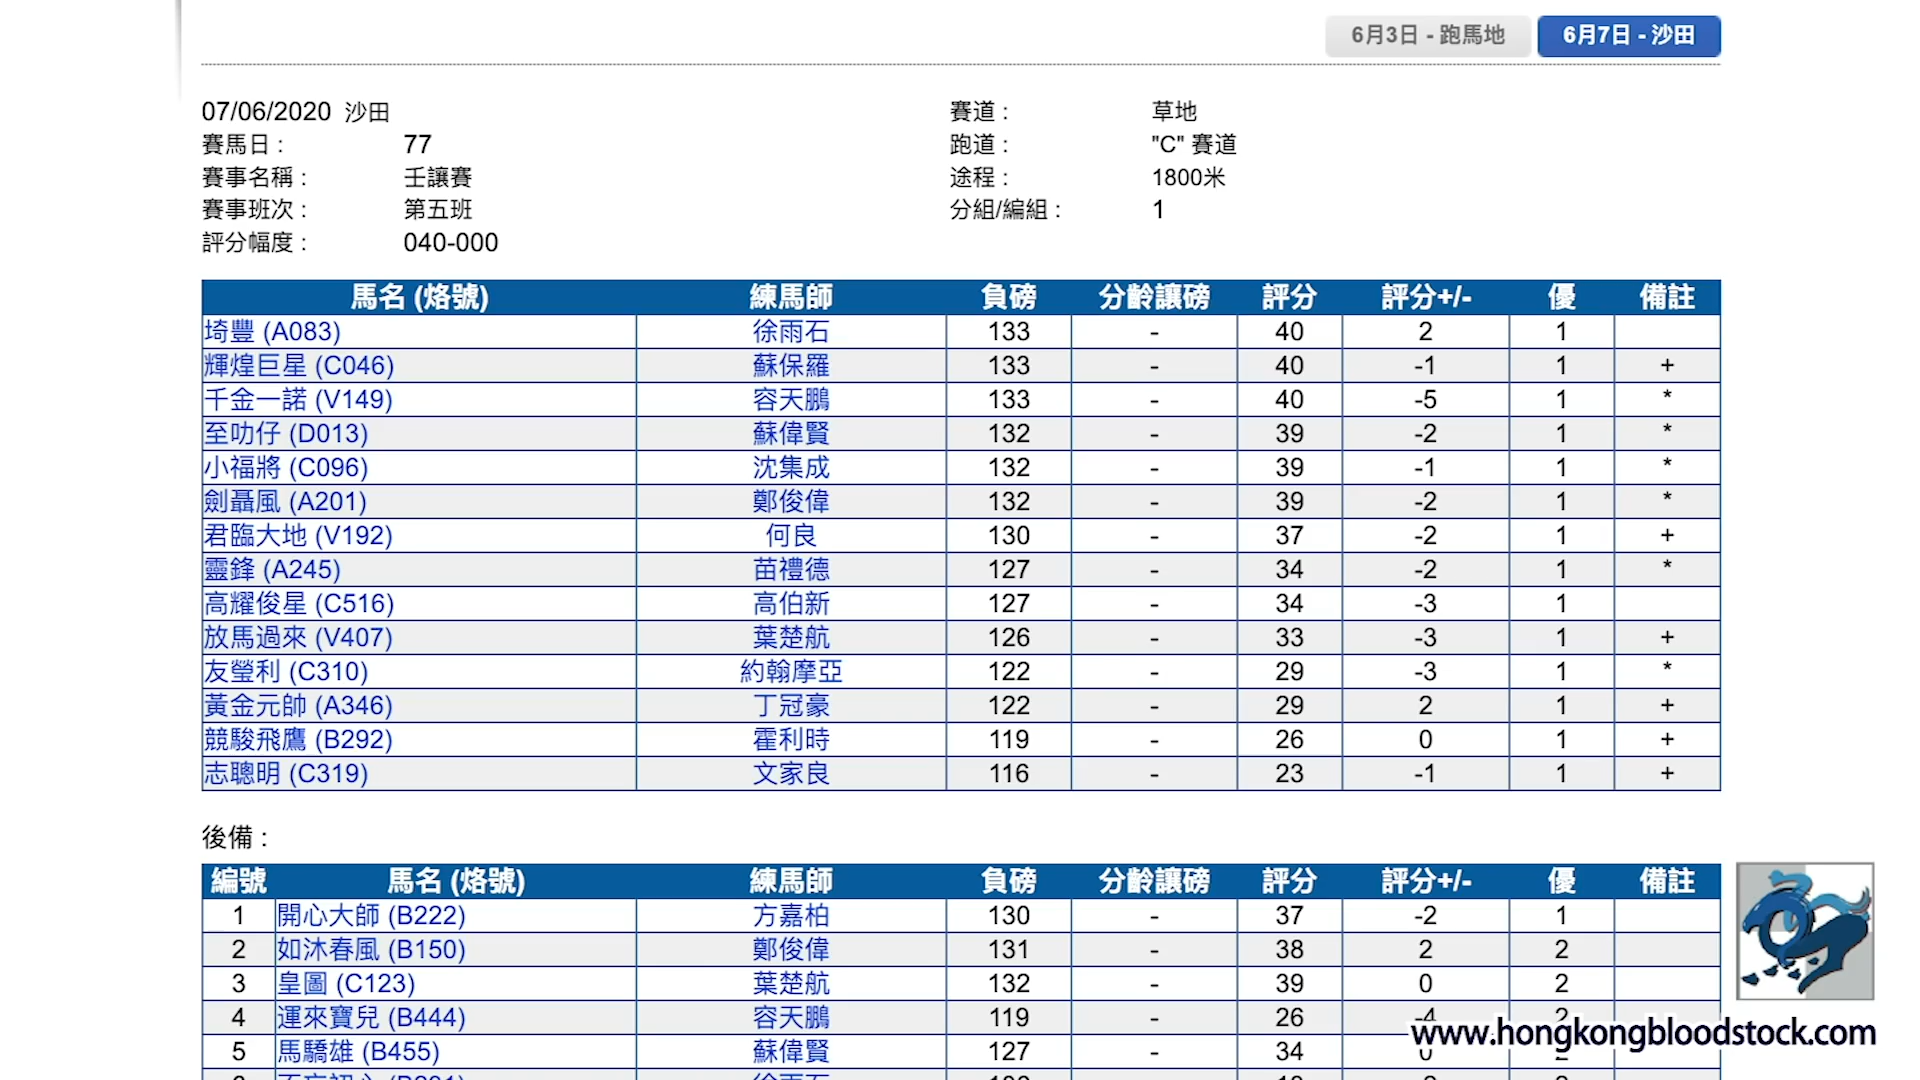 6月3日 - 跑馬地 6月7日 - 沙田
07/06/2020 沙田 賽道 : 草地
賽馬日 : 77 跑道 : "C" 賽道
賽事名稱 : 壬讓賽 途程 : 1800米
賽事班次 : 第五班 分組/編組 : 1
評分幅度 : 040-000
馬名 (烙號) 練馬師 負磅 分齡讓磅 評分 評分+/- 優 備註
埼豐 (A083) 徐雨石 133 - 40 2 1
輝煌巨星 (C046) 蘇保羅 133 - 40 -1 1 +
千金一諾 (V149) 容天鵬 133 - 40 -5 1 *
至叻仔 (D013) 蘇偉賢 132 - 39 -2 1 *
小福將 (C096) 沈集成 132 - 39 -1 1 *
劍聶風 (A201) 鄭俊偉 132 - 39 -2 1 *
君臨大地 (V192) 何良 130 - 37 -2 1 +
靈鋒 (A245) 苗禮德 127 - 34 -2 1 *
高耀俊星 (C516) 高伯新 127 - 34 -3 1
放馬過來 (V407) 葉楚航 126 - 33 -3 1 +
友瑩利 (C310) 約翰摩亞 122 - 29 -3 1 *
黃金元帥 (A346) 丁冠豪 122 - 29 2 1 +
競駿飛鷹 (B292) 霍利時 119 - 26 0 1 +
志聰明 (C319) 文家良 116 - 23 -1 1 +
後備 :
編號 馬名 (烙號) 練馬師 負磅 分齡讓磅 評分 評分+/- 優 備註
1 開心大師 (B222) 方嘉柏 130 - 37 -2 1
2 如沐春風 (B150) 鄭俊偉 131 - 38 2 2
3 皇圖 (C123) 葉楚航 132 - 39 0 2
4 運來寶兒 (B444) 容天鵬 119 - 26 -4 2
5 馬驕雄 (B455) 蘇偉賢 127 - 34 0 2
www.hongkongbloodstock.com